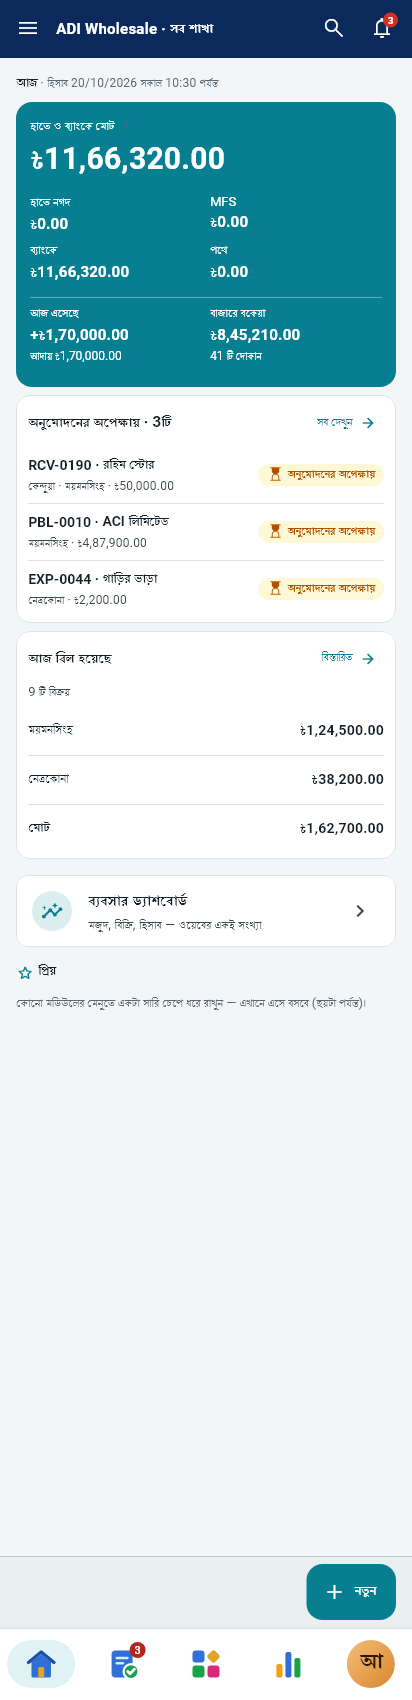 ADI Wholesale · সব শাখা
3
আজ · হিসাব 20/10/2026 সকাল 10:30 পর্যন্ত
হাতে ও ব্যাংকে মোট
৳11,66,320.00
হাতে নগদ
MFS
৳0.00
৳0.00
ব্যাংকে
পথে
৳11,66,320.00
৳0.00
আজ এসেছে
বাজারে বকেয়া
+৳1,70,000.00
৳8,45,210.00
আদায় ৳1,70,000.00
41 টি দোকান
অনুমোদনের অপেক্ষায় · 3টি
সব দেখুন
RCV-0190 · রহিম স্টোর
কেন্দুয়া · ময়মনসিংহ · ৳50,000.00
অনুমোদনের অপেক্ষায়
PBL-0010 · ACI লিমিটেড
ময়মনসিংহ · ৳4,87,900.00
অনুমোদনের অপেক্ষায়
EXP-0044 · গাড়ির ভাড়া
নেত্রকোনা · ৳2,200.00
অনুমোদনের অপেক্ষায়
আজ বিল হয়েছে
বিস্তারিত
9 টি বিক্রয়
ময়মনসিংহ
৳1,24,500.00
নেত্রকোনা
৳38,200.00
মোট
৳1,62,700.00
ব্যবসার ড্যাশবোর্ড
মজুদ, বিক্রি, হিসাব — ওয়েবের একই সংখ্যা
প্রিয়
কোনো মডিউলের মেনুতে একটা সারি চেপে ধরে রাখুন — এখানে এসে বসবে (ছয়টা পর্যন্ত)।
নতুন
3
আ